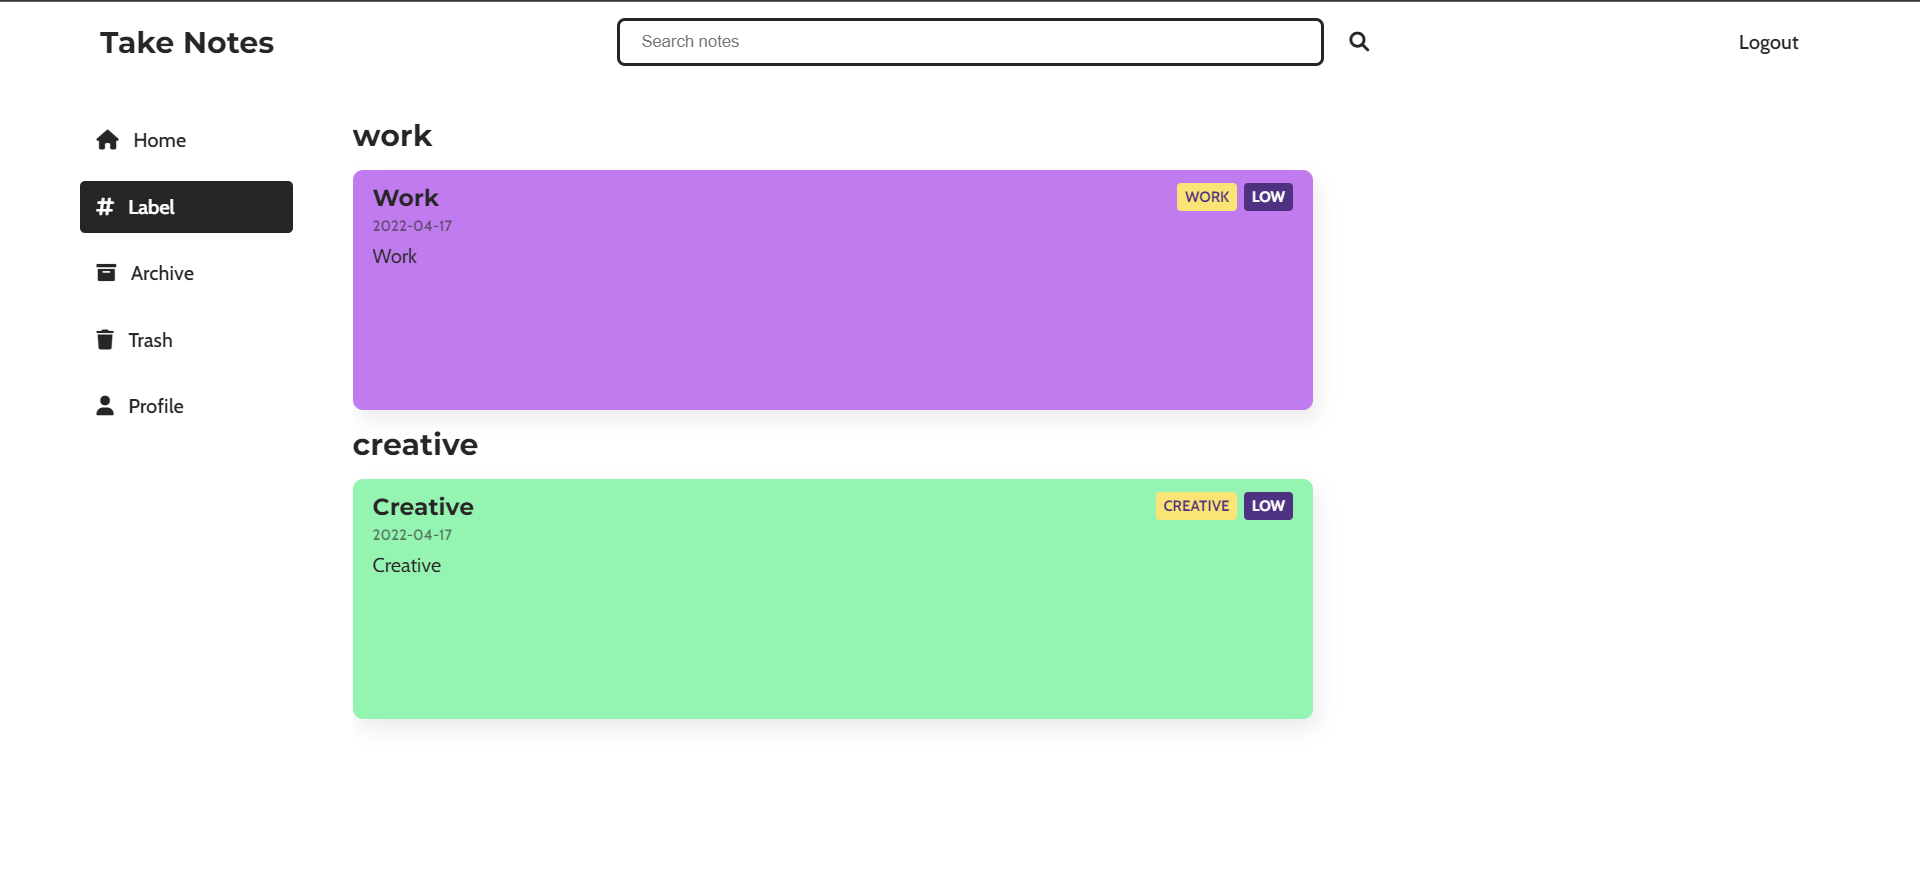 Take Notes
Search notes
Logout
Home
Label
Archive
Trash
Profile
work
Work
WORK LOW
2022-04-17
Work
creative
Creative
CREATIVE LOW
2022-04-17
Creative